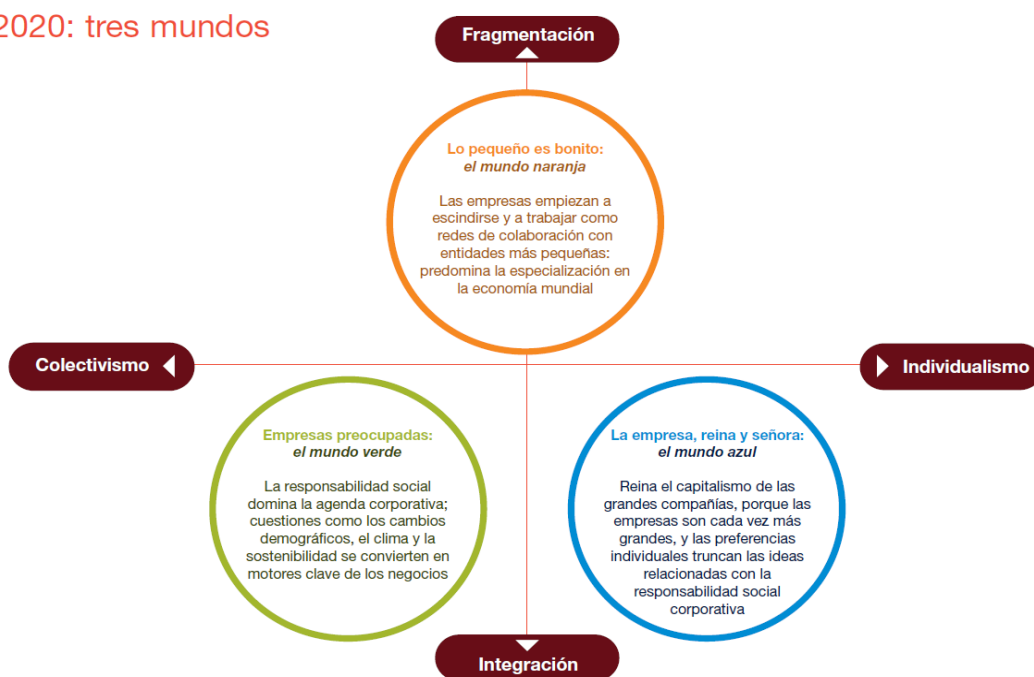 2020: tres mundos
Fragmentación
Lo pequeño es bonito:
el mundo naranja
Las empresas empiezan a
escindirse y a trabajar como
redes de colaboración con
entidades más pequeñas:
predomina la especialización en
la economía mundial
Colectivismo
Individualismo
Empresas preocupadas:
el mundo verde
La responsabilidad social
domina la agenda corporativa;
cuestiones como los cambios
demográficos, el clima y la
sostenibilidad se convierten en
motores clave de los negocios
La empresa, reina y señora:
el mundo azul
Reina el capitalismo de las
grandes compañías, porque las
empresas son cada vez más
grandes, y las preferencias
individuales truncan las ideas
relacionadas con la
responsabilidad social
corporativa
Integración